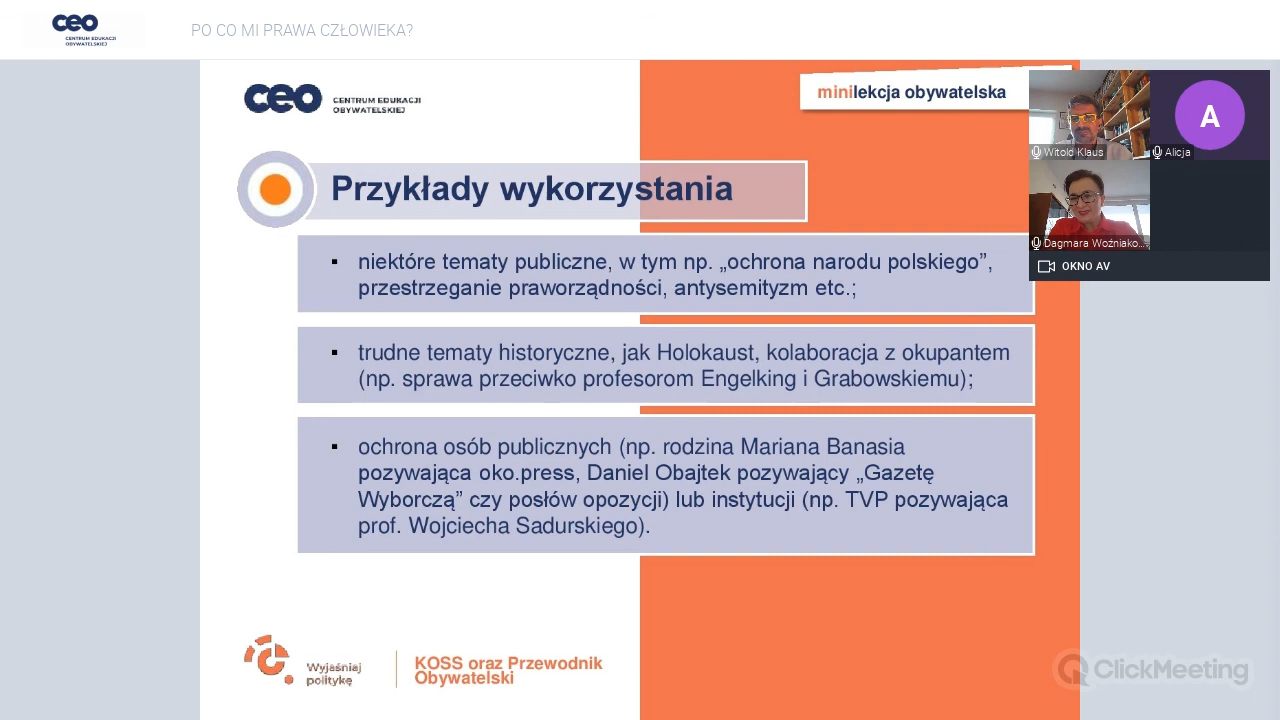 ceo
CENTRUM EDUKACJI
OBYWATELSKIEJ
PO CO MI PRAWA CZŁOWIEKA?
ceo
CENTRUM EDUKACJI
OBYWATELSKIEJ
minilekcja obywatelska
Witold Klaus
A
Alicja
Dagmara Woźniako...
OKNO AV
Przykłady wykorzystania
▪ niektóre tematy publiczne, w tym np. „ochrona narodu polskiego”,
przestrzeganie praworządności, antysemityzm etc.;
▪ trudne tematy historyczne, jak Holokaust, kolaboracja z okupantem
(np. sprawa przeciwko profesorom Engelking i Grabowskiemu);
▪ ochrona osób publicznych (np. rodzina Mariana Banasia
pozywająca oko.press, Daniel Obajtek pozywający „Gazetę
Wyborczą” czy posłów opozycji) lub instytucji (np. TVP pozywająca
prof. Wojciecha Sadurskiego).
Wyjaśniaj
politykę
KOSS oraz Przewodnik
Obywatelski
ClickMeeting